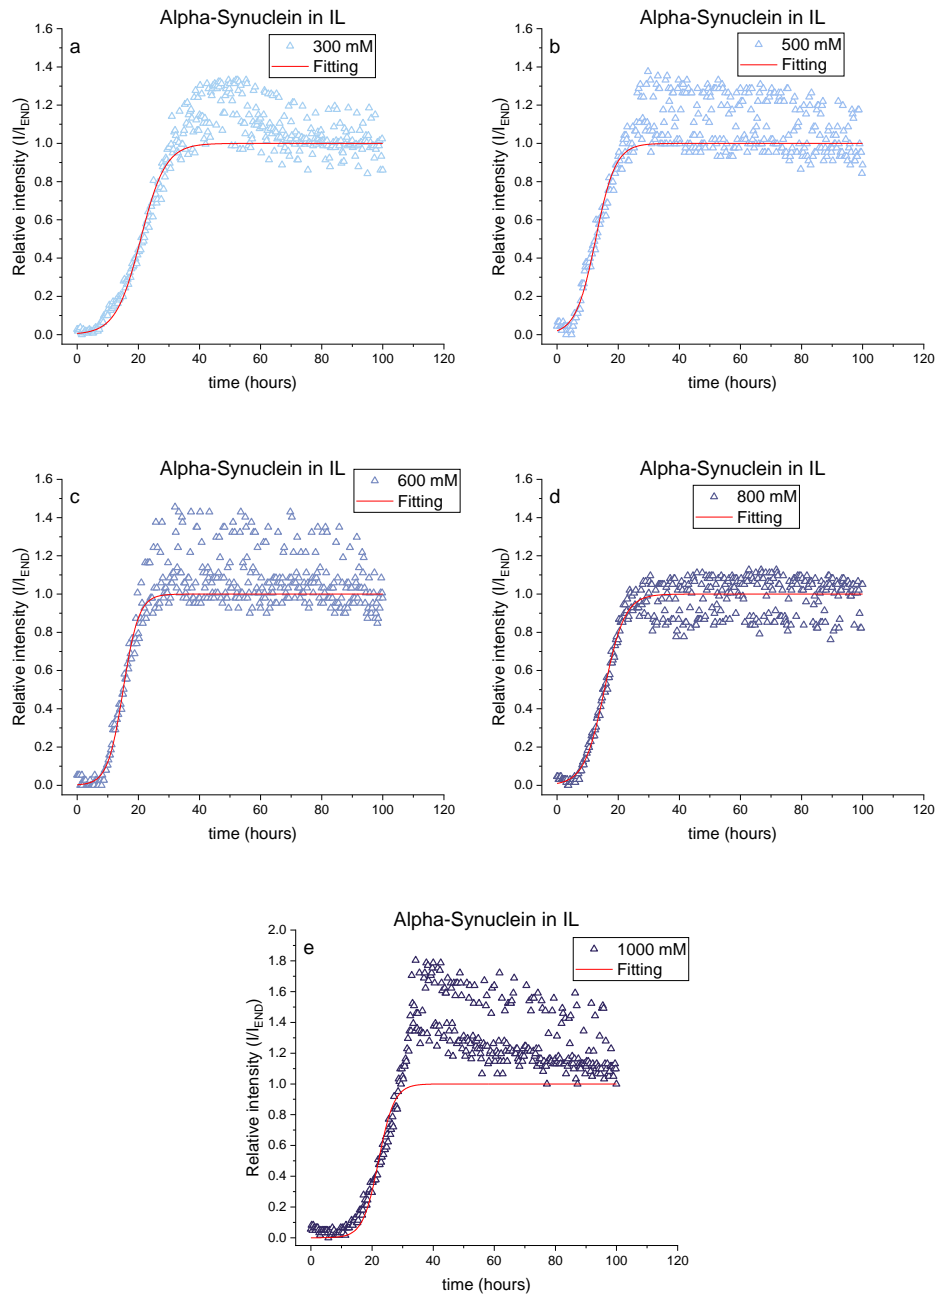 Alpha-Synuclein in IL
a
300 mM
Fitting
Relative intensity (I/I_END)
1.6
1.4
1.2
1.0
0.8
0.6
0.4
0.2
0.0
0 20 40 60 80 100 120
time (hours)
Alpha-Synuclein in IL
b
500 mM
Fitting
Relative intensity (I/I_END)
1.6
1.4
1.2
1.0
0.8
0.6
0.4
0.2
0.0
0 20 40 60 80 100 120
time (hours)
Alpha-Synuclein in IL
c
600 mM
Fitting
Relative intensity (I/I_END)
1.6
1.4
1.2
1.0
0.8
0.6
0.4
0.2
0.0
0 20 40 60 80 100 120
time (hours)
Alpha-Synuclein in IL
d
800 mM
Fitting
Relative intensity (I/I_END)
1.6
1.4
1.2
1.0
0.8
0.6
0.4
0.2
0.0
0 20 40 60 80 100 120
time (hours)
Alpha-Synuclein in IL
e
1000 mM
Fitting
Relative intensity (I/I_END)
2.0
1.8
1.6
1.4
1.2
1.0
0.8
0.6
0.4
0.2
0.0
0 20 40 60 80 100 120
time (hours)